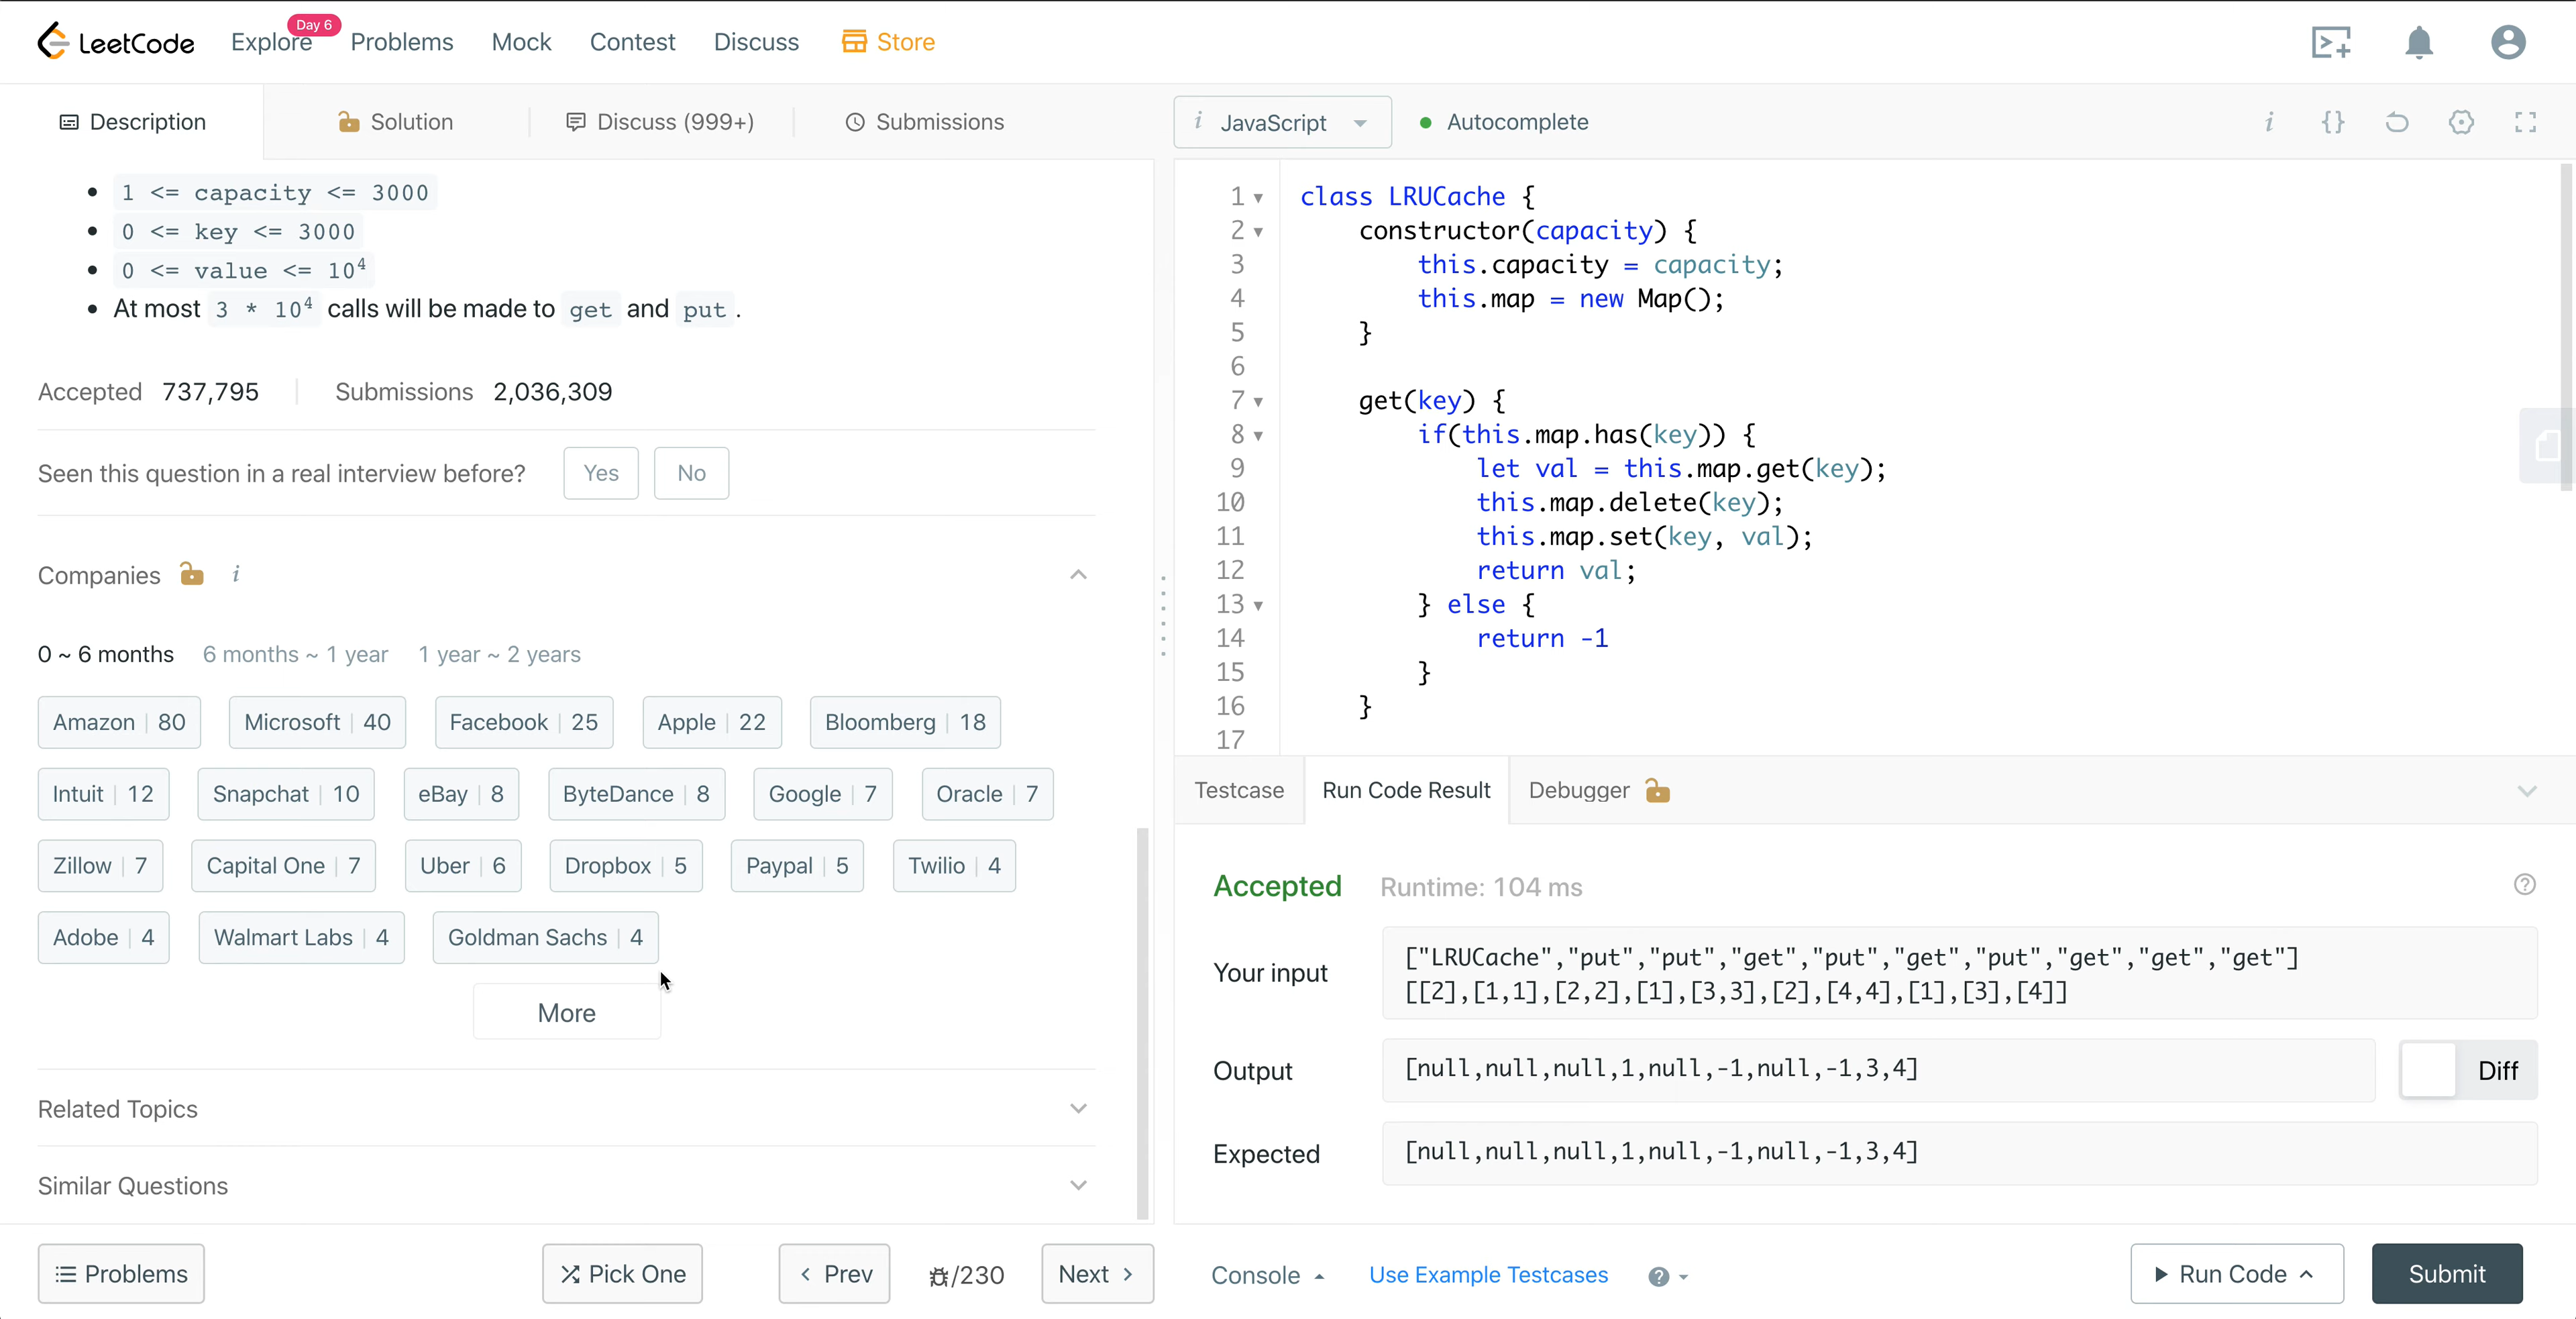 LeetCode
Explore
Day 6
Problems
Mock
Contest
Discuss
Store
Description
Solution
Discuss (999+)
Submissions
1 <= capacity <= 3000
0 <= key <= 3000
0 <= value <= 10⁴
At most 3 * 10⁴ calls will be made to get and put.
Accepted 737,795 Submissions 2,036,309
Seen this question in a real interview before? Yes No
Companies i
0 ~ 6 months 6 months ~ 1 year 1 year ~ 2 years
Amazon 80 Microsoft 40 Facebook 25 Apple 22 Bloomberg 18
Intuit 12 Snapchat 10 eBay 8 ByteDance 8 Google 7 Oracle 7
Zillow 7 Capital One 7 Uber 6 Dropbox 5 Paypal 5 Twilio 4
Adobe 4 Walmart Labs 4 Goldman Sachs 4
More
Related Topics
Similar Questions
Problems
Pick One
Prev
/230
Next
i JavaScript
Autocomplete
i {}
1 class LRUCache {
2 constructor(capacity) {
3 this.capacity = capacity;
4 this.map = new Map();
5 }
6
7 get(key) {
8 if(this.map.has(key)) {
9 let val = this.map.get(key);
10 this.map.delete(key);
11 this.map.set(key, val);
12 return val;
13 } else {
14 return -1
15 }
16 }
17
Testcase
Run Code Result
Debugger
Accepted Runtime: 104 ms
Your input
["LRUCache","put","put","get","put","get","put","get","get","get"]
[[2],[1,1],[2,2],[1],[3,3],[2],[4,4],[1],[3],[4]]
Output [null,null,null,1,null,-1,null,-1,3,4] Diff
Expected [null,null,null,1,null,-1,null,-1,3,4]
Console
Use Example Testcases
?
Run Code
Submit